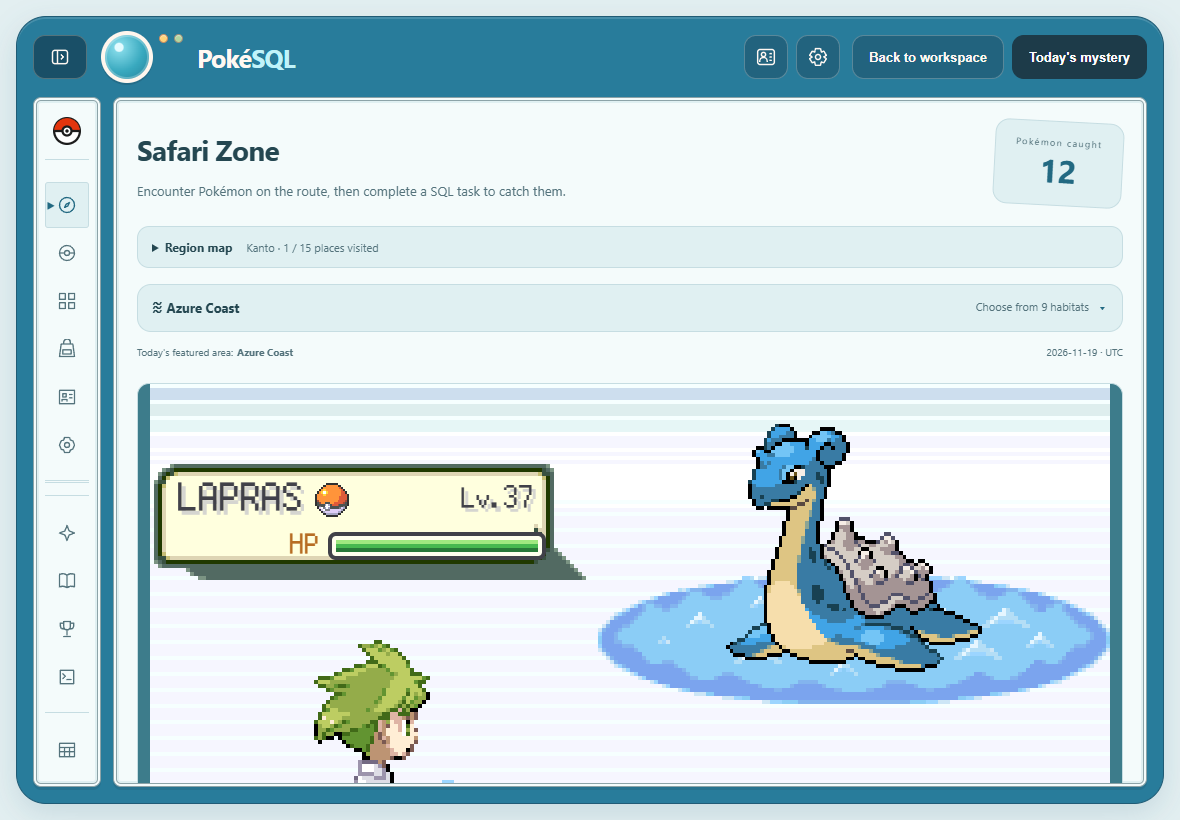 PokéSQL
Back to workspace
Today's mystery
Safari Zone
Encounter Pokémon on the route, then complete a SQL task to catch them.
Pokémon caught
12
Region map Kanto · 1 / 15 places visited
Azure Coast
Choose from 9 habitats
Today's featured area: Azure Coast
2026-11-19 · UTC
LAPRAS Lv.37
HP